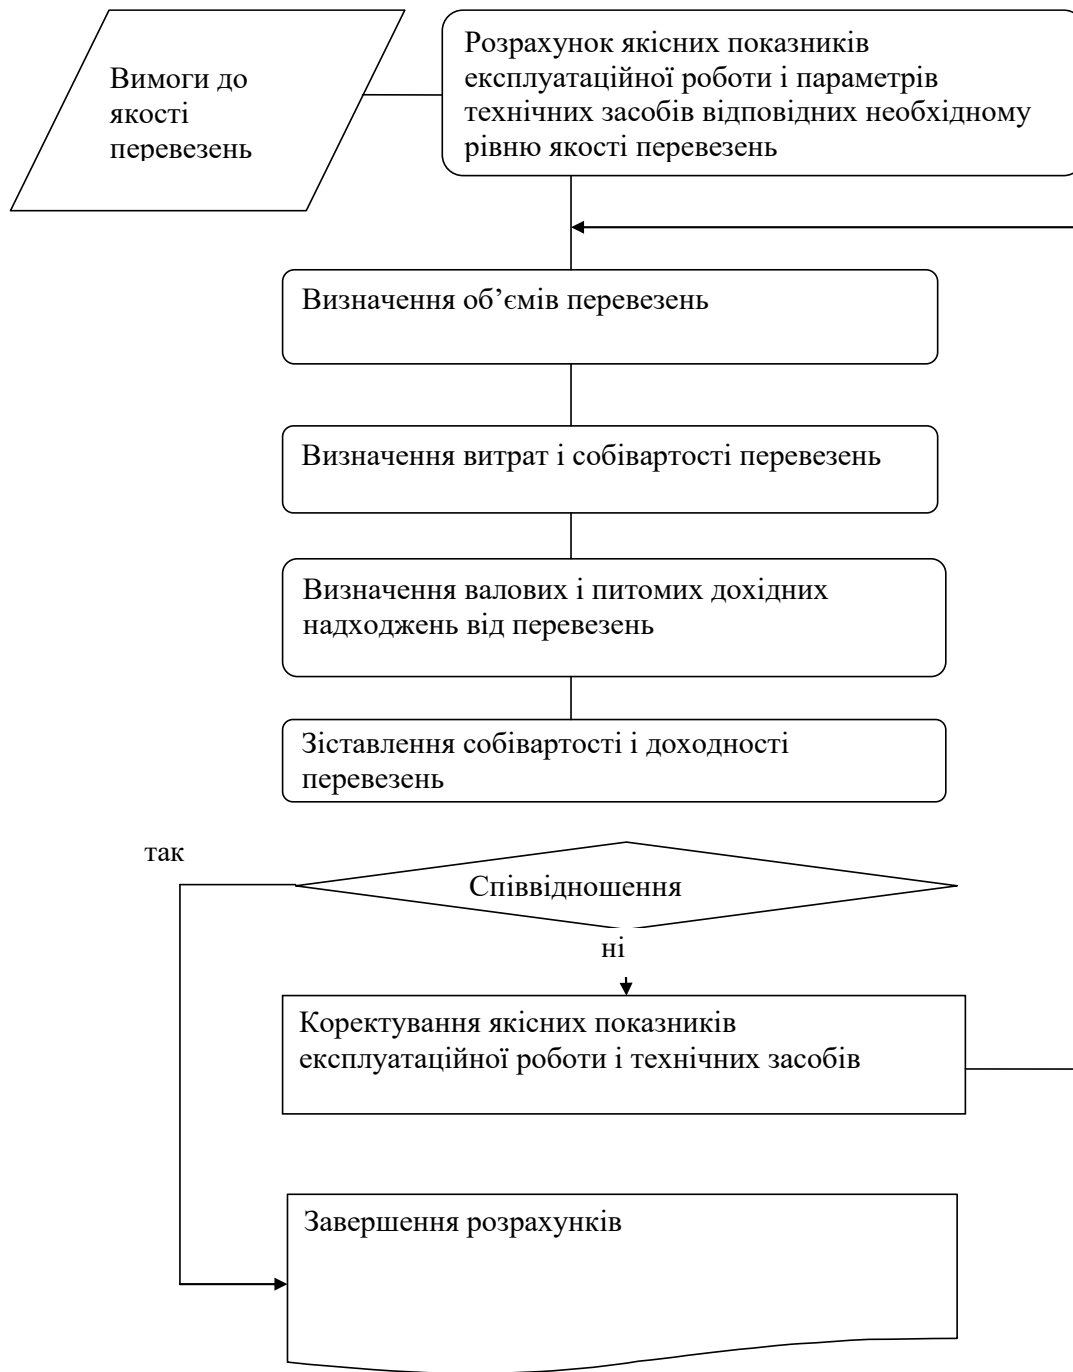 Вимоги до
якості
перевезень
Розрахунок якісних показників
експлуатаційної роботи і параметрів
технічних засобів відповідних необхідному
рівню якості перевезень
Визначення об’ємів перевезень
Визначення витрат і собівартості перевезень
Визначення валових і питомих дохідних
надходжень від перевезень
Зіставлення собівартості і доходності
перевезень
так
Співвідношення
ні
Коректування якісних показників
експлуатаційної роботи і технічних засобів
Завершення розрахунків